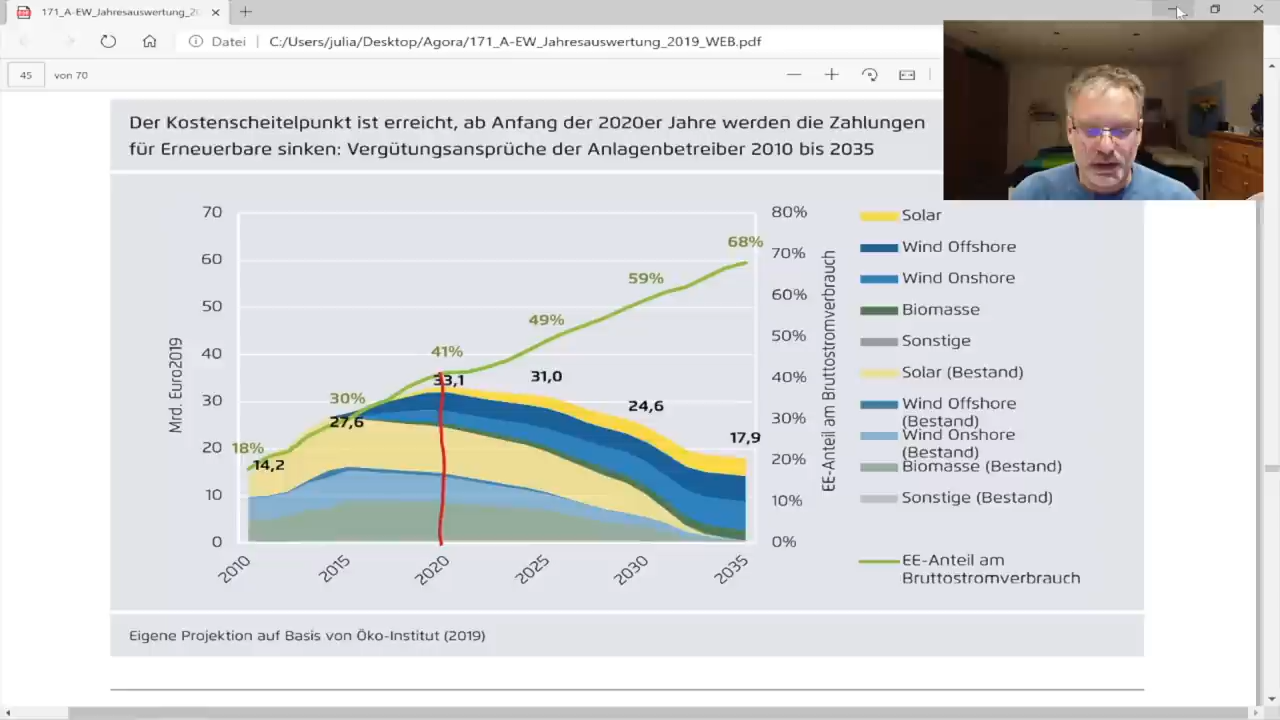 171_A-EW_Jahresauswertung_20
Datei
C:/Users/julia/Desktop/Agora/171_A-EW_Jahresauswertung_2019_WEB.pdf
45 von 70
Der Kostenscheitelpunkt ist erreicht, ab Anfang der 2020er Jahre werden die Zahlungen
für Erneuerbare sinken: Vergütungsansprüche der Anlagenbetreiber 2010 bis 2035
Mrd. Euro2019
70
60
50
40
30
20
10
0
18%
14,2
30%
27,6
41%
33,1
49%
31,0
59%
24,6
68%
17,9
2010
2015
2020
2025
2030
2035
80%
70%
60%
50%
40%
30%
20%
10%
0%
EE-Anteil am Bruttostromverbrauch
Solar
Wind Offshore
Wind Onshore
Biomasse
Sonstige
Solar (Bestand)
Wind Offshore
(Bestand)
Wind Onshore
(Bestand)
Biomasse (Bestand)
Sonstige (Bestand)
EE-Anteil am
Bruttostromverbrauch
Eigene Projektion auf Basis von Öko-Institut (2019)